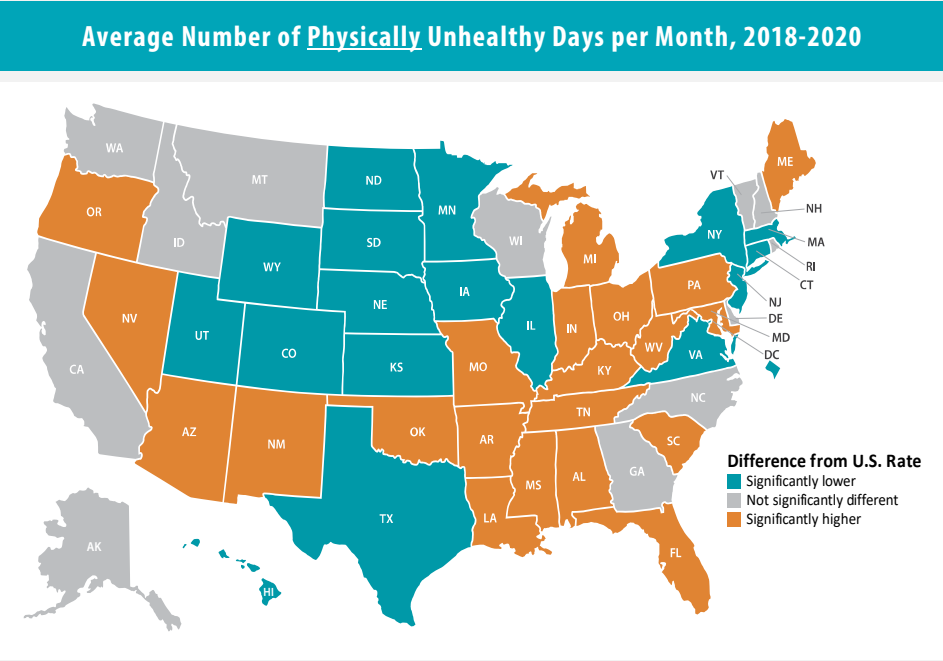 Average Number of Physically Unhealthy Days per Month, 2018-2020
WA
MT
ND
MN
ME
VT
OR
ID
SD
WI
NY
NH
MA
WY
MI
RI
CT
NE
IA
PA
NJ
NV
UT
CO
IL
IN
OH
DE
MD
DC
CA
KS
MO
KY
WV
VA
AZ
NM
OK
AR
TN
NC
SC
GA
MS
AL
LA
TX
FL
AK
HI
Difference from U.S. Rate
Significantly lower
Not significantly different
Significantly higher